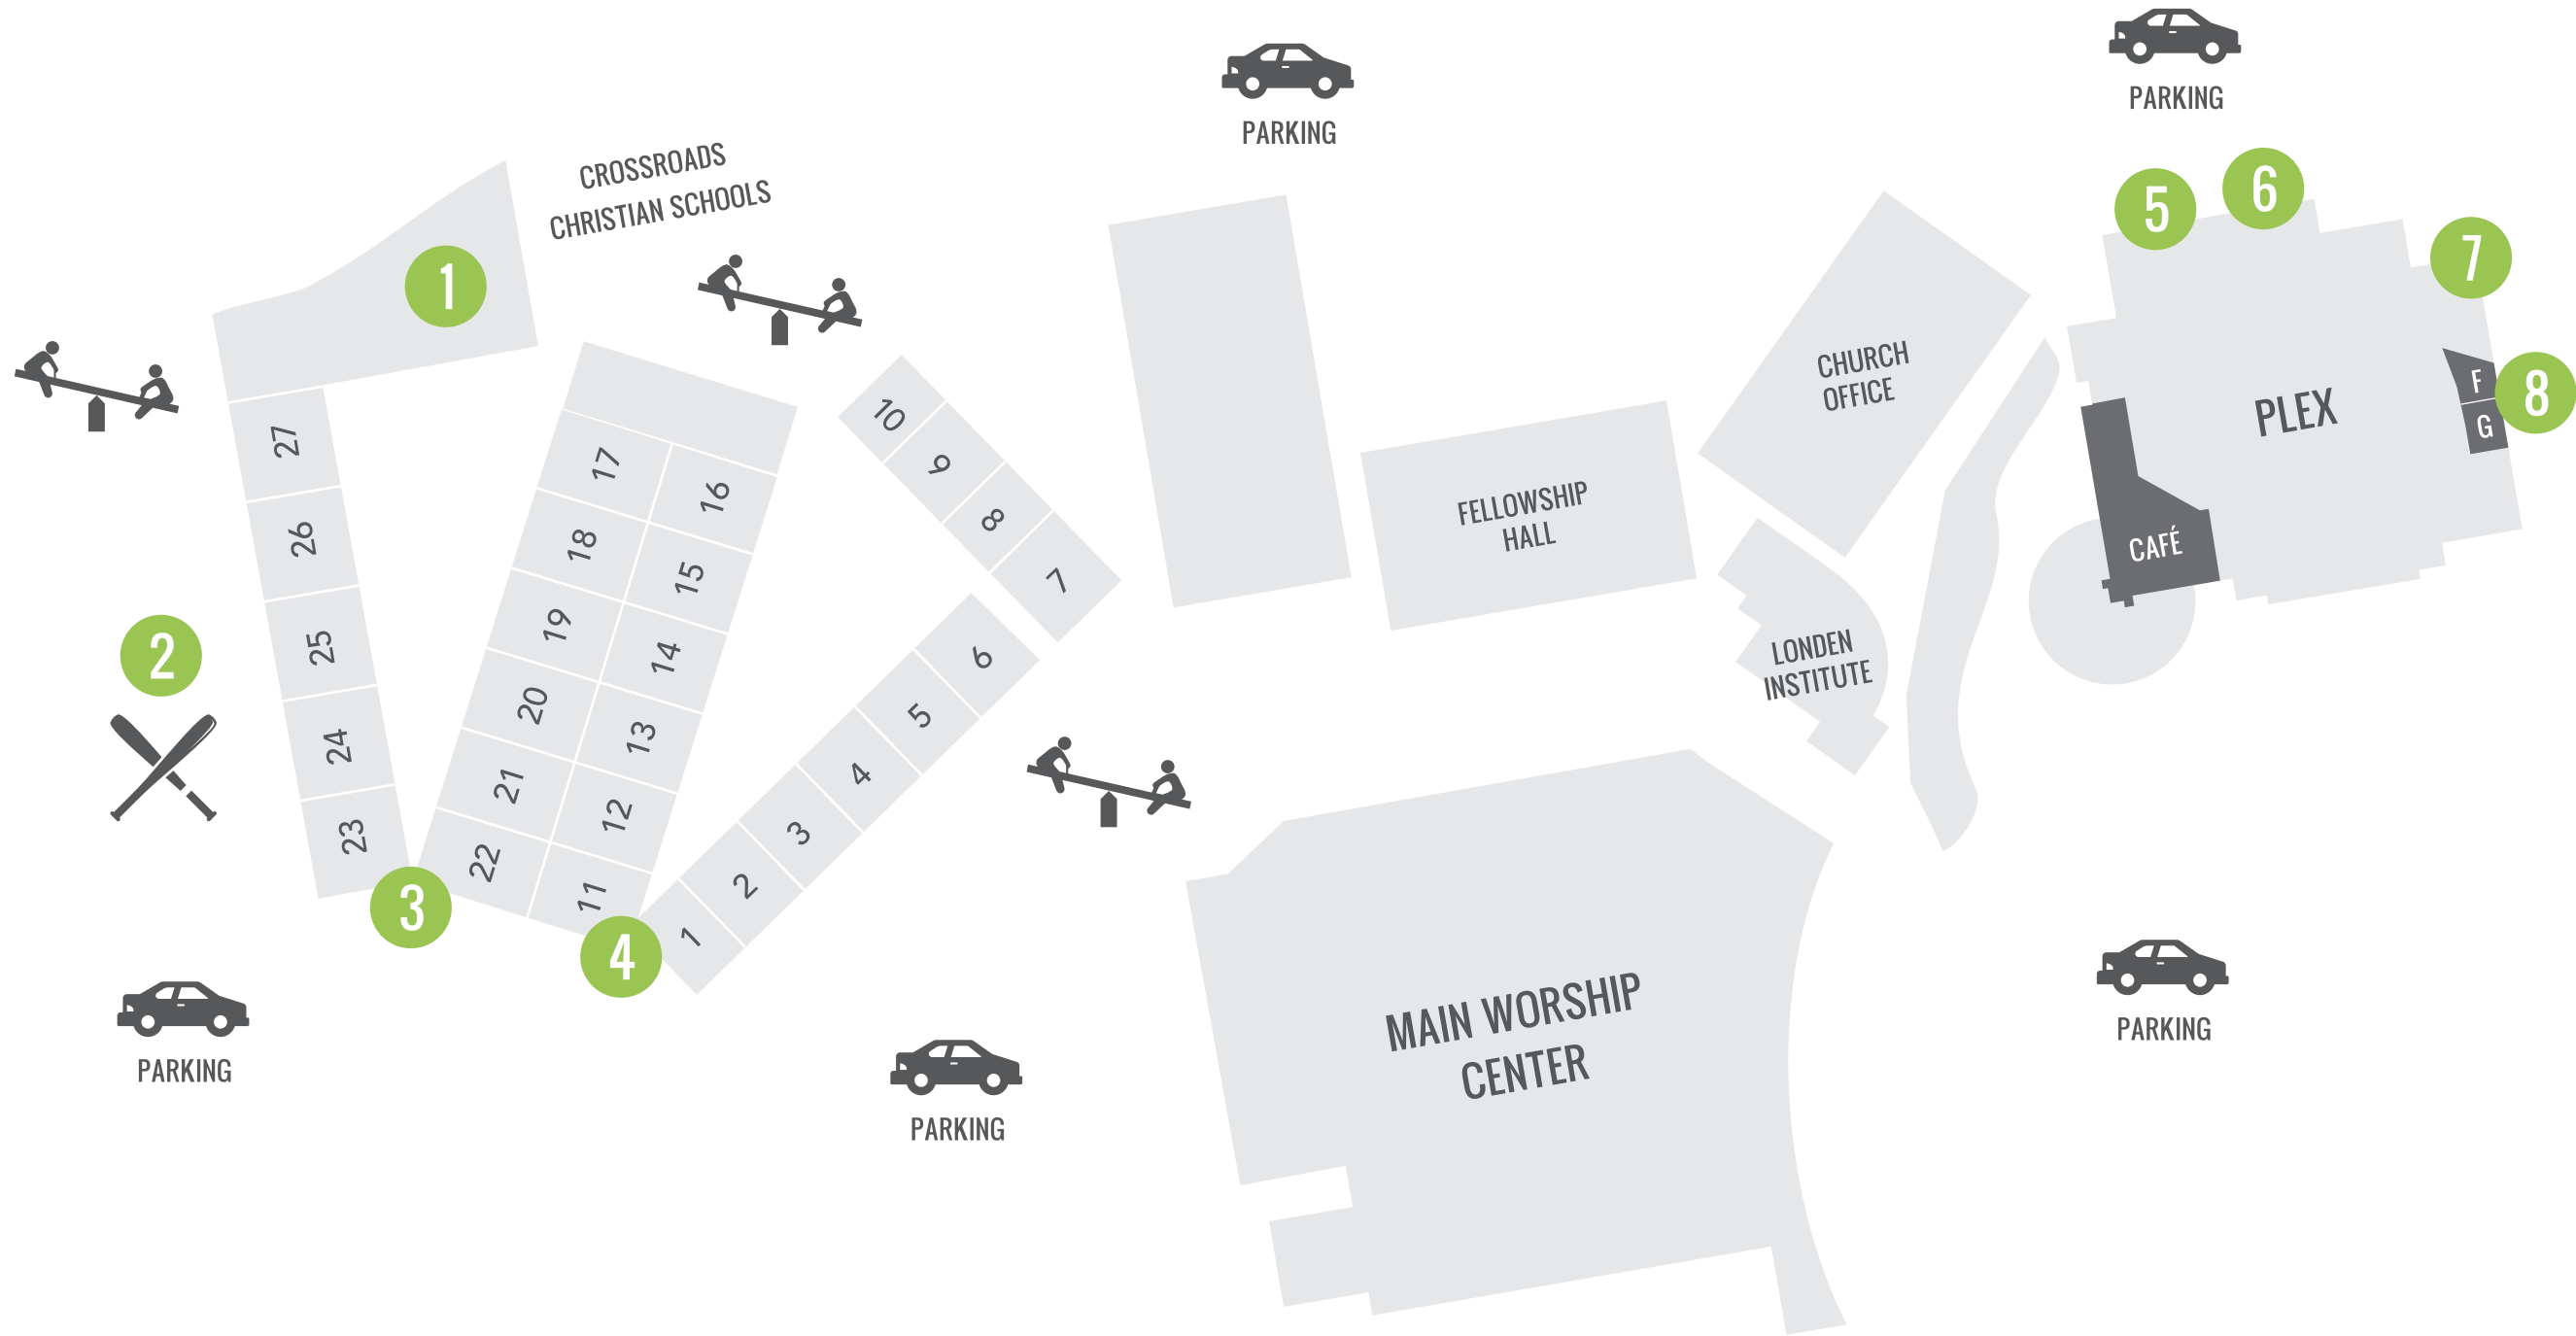 PARKING
PARKING
CROSSROADS
CHRISTIAN SCHOOLS
1
5
6
7
8
F
G
PLEX
CAFÉ
CHURCH
OFFICE
FELLOWSHIP
HALL
LONDEN
INSTITUTE
10
9
8
7
6
5
4
3
2
1
17
16
18
15
19
14
20
13
21
12
22
11
27
26
25
24
23
2
3
4
MAIN WORSHIP
CENTER
PARKING
PARKING
PARKING